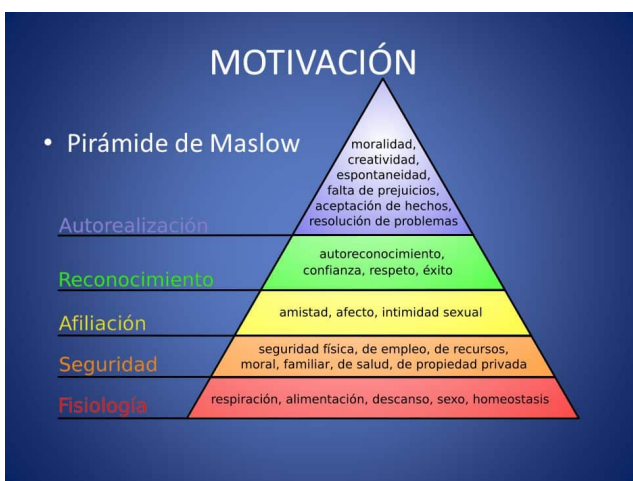 MOTIVACIÓN
• Pirámide de Maslow
moralidad,
creatividad,
espontaneidad,
falta de prejuicios,
aceptación de hechos,
resolución de problemas
Autorealización
autoreconocimiento,
confianza, respeto, éxito
Reconocimiento
amistad, afecto, intimidad sexual
Afiliación
seguridad física, de empleo, de recursos,
moral, familiar, de salud, de propiedad privada
Seguridad
respiración, alimentación, descanso, sexo, homeostasis
Fisiología